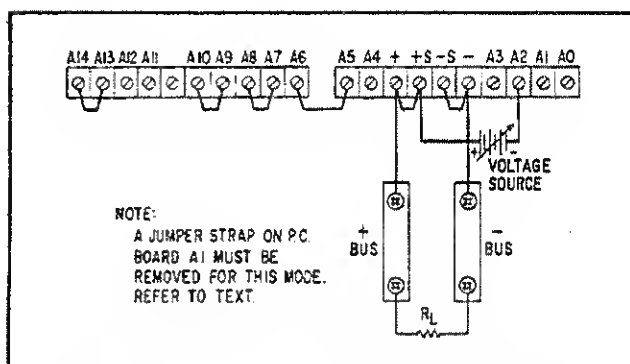 A14 A13 A12 A11 A10 A9 A8 A7 A6 A5 A4 + +S -S - A3 A2 A1 A0
+ -
VOLTAGE
SOURCE
NOTE:
A JUMPER STRAP ON P.C.
BOARD A1 MUST BE
REMOVED FOR THIS MODE.
REFER TO TEXT.
+
BUS
-
BUS
RL